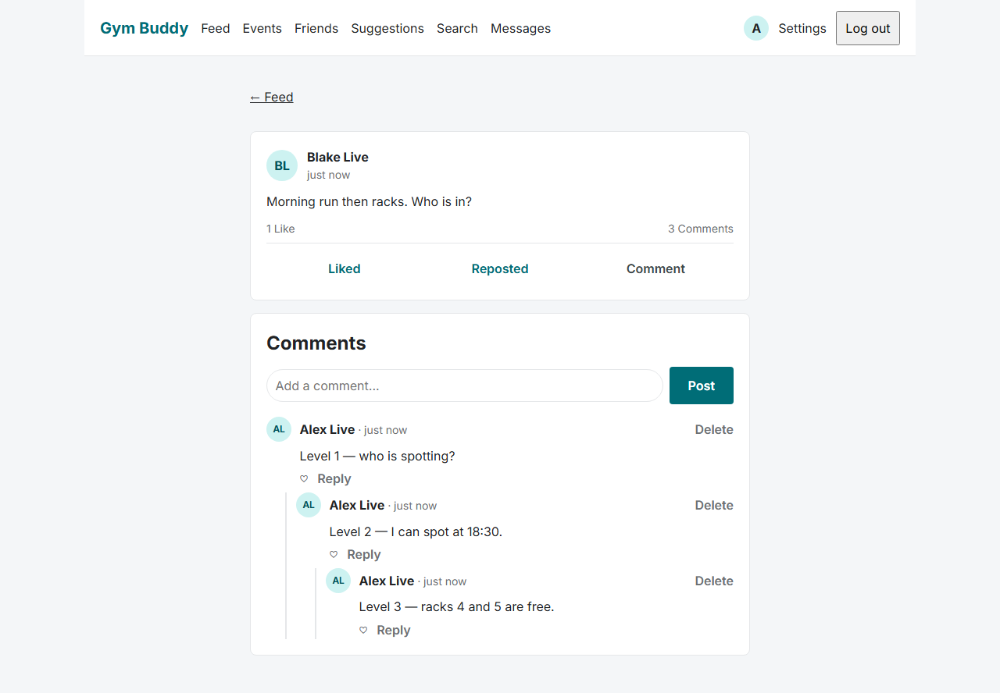 Gym Buddy Feed Events Friends Suggestions Search Messages A Settings Log out
← Feed
BL Blake Live
just now
Morning run then racks. Who is in?
1 Like 3 Comments
Liked Reposted Comment
Comments
Add a comment... Post
AL Alex Live · just now Delete
Level 1 — who is spotting?
♡ Reply
AL Alex Live · just now Delete
Level 2 — I can spot at 18:30.
♡ Reply
AL Alex Live · just now Delete
Level 3 — racks 4 and 5 are free.
♡ Reply